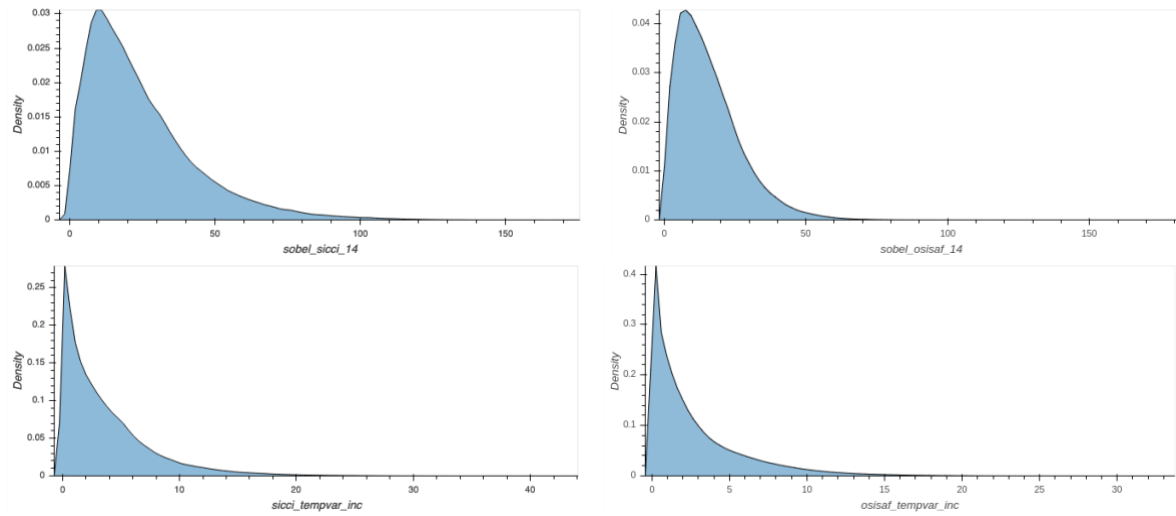 0.03
0.025
0.02
0.015
0.01
0.005
0
Density
0 50 100 150
sobel_sicci_14
0.04
0.03
0.02
0.01
0
Density
0 50 100 150
sobel_osisaf_14
0.25
0.2
0.15
0.1
0.05
0
Density
0 10 20 30 40
sicci_tempvar_inc
0.4
0.3
0.2
0.1
0
Density
0 5 10 15 20 25 30
osisaf_tempvar_inc